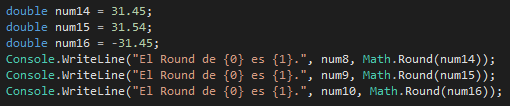 double num14 = 31.45;
double num15 = 31.54;
double num16 = -31.45;
Console.WriteLine("El Round de {0} es {1}.", num8, Math.Round(num14));
Console.WriteLine("El Round de {0} es {1}.", num9, Math.Round(num15));
Console.WriteLine("El Round de {0} es {1}.", num10, Math.Round(num16));